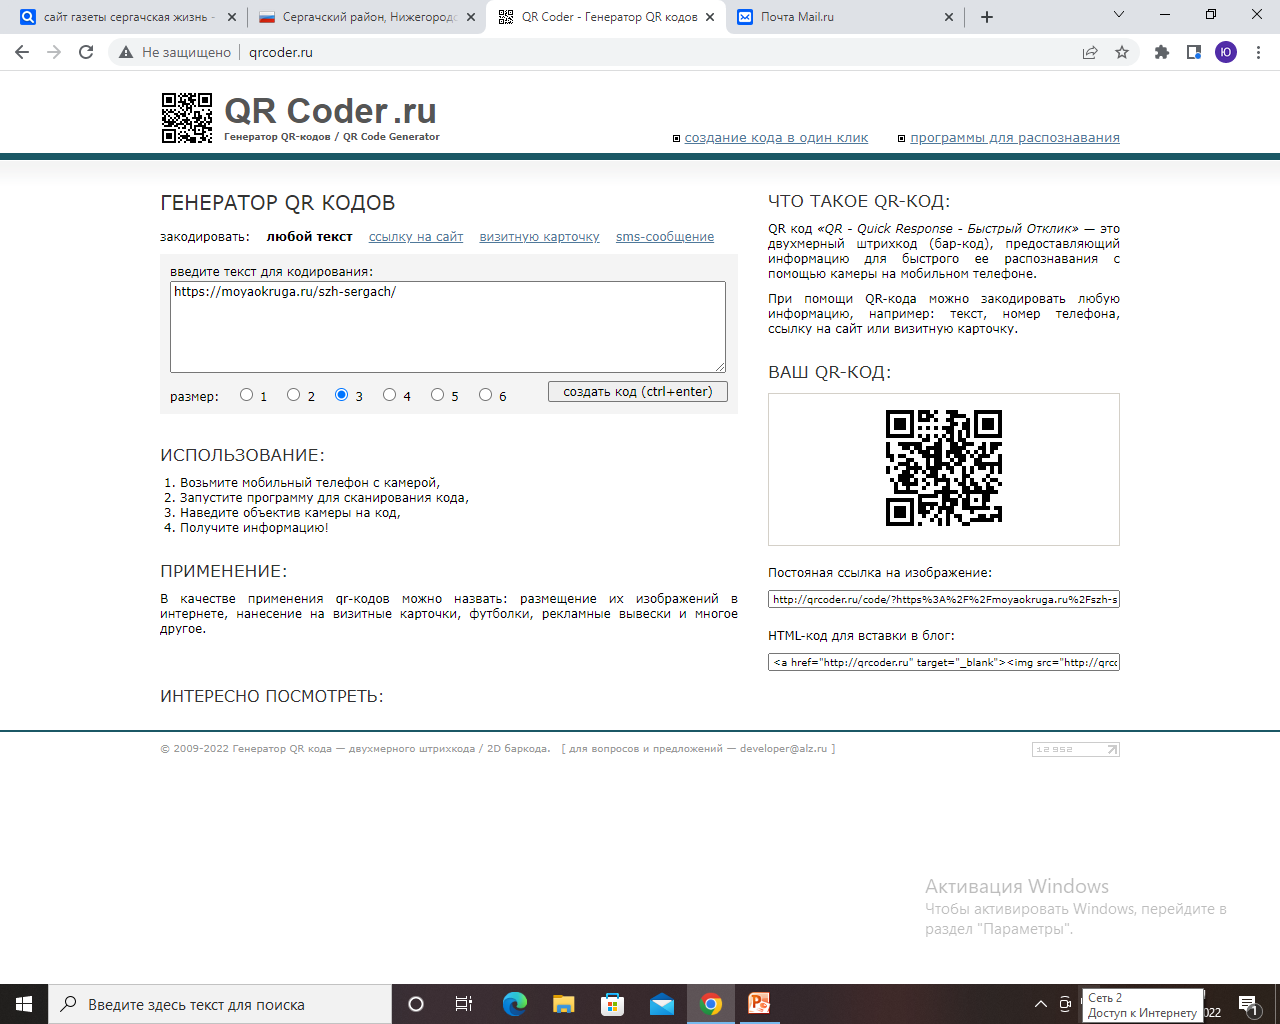 сайт газеты сергачская жизнь -
Сергачский район, Нижегородс
QR Coder - Генератор QR кодов
Почта Mail.ru
Не защищено
qrcoder.ru
Ю
QR Coder.ru
Генератор QR-кодов / QR Code Generator
создание кода в один клик
программы для распознавания
ГЕНЕРАТОР QR КОДОВ
закодировать: любой текст ссылку на сайт визитную карточку sms-сообщение
введите текст для кодирования:
https://moyaokruga.ru/szh-sergach/
размер: 1 2 3 4 5 6
создать код (ctrl+enter)
ИСПОЛЬЗОВАНИЕ:
1. Возьмите мобильный телефон с камерой,
2. Запустите программу для сканирования кода,
3. Наведите объектив камеры на код,
4. Получите информацию!
ПРИМЕНЕНИЕ:
В качестве применения qr-кодов можно назвать: размещение их изображений в
интернете, нанесение на визитные карточки, футболки, рекламные вывески и многое
другое.
ИНТЕРЕСНО ПОСМОТРЕТЬ:
ЧТО ТАКОЕ QR-КОД:
QR код «QR - Quick Response - Быстрый Отклик» — это
двухмерный штрихкод (бар-код), предоставляющий
информацию для быстрого ее распознавания с
помощью камеры на мобильном телефоне.
При помощи QR-кода можно закодировать любую
информацию, например: текст, номер телефона,
ссылку на сайт или визитную карточку.
ВАШ QR-КОД:
Постояная ссылка на изображение:
http://qrcoder.ru/code/?https%3A%2F%2Fmoyaokruga.ru%2Fszh-s
HTML-код для вставки в блог:
<a href="http://qrcoder.ru" target="_blank"><img src="http://qrco
© 2009-2022 Генератор QR кода — двухмерного штрихкода / 2D баркода. [ для вопросов и предложений — developer@alz.ru ]
12952
Активация Windows
Чтобы активировать Windows, перейдите в
раздел "Параметры".
Введите здесь текст для поиска
Сеть 2
Доступ к Интернету
022
1